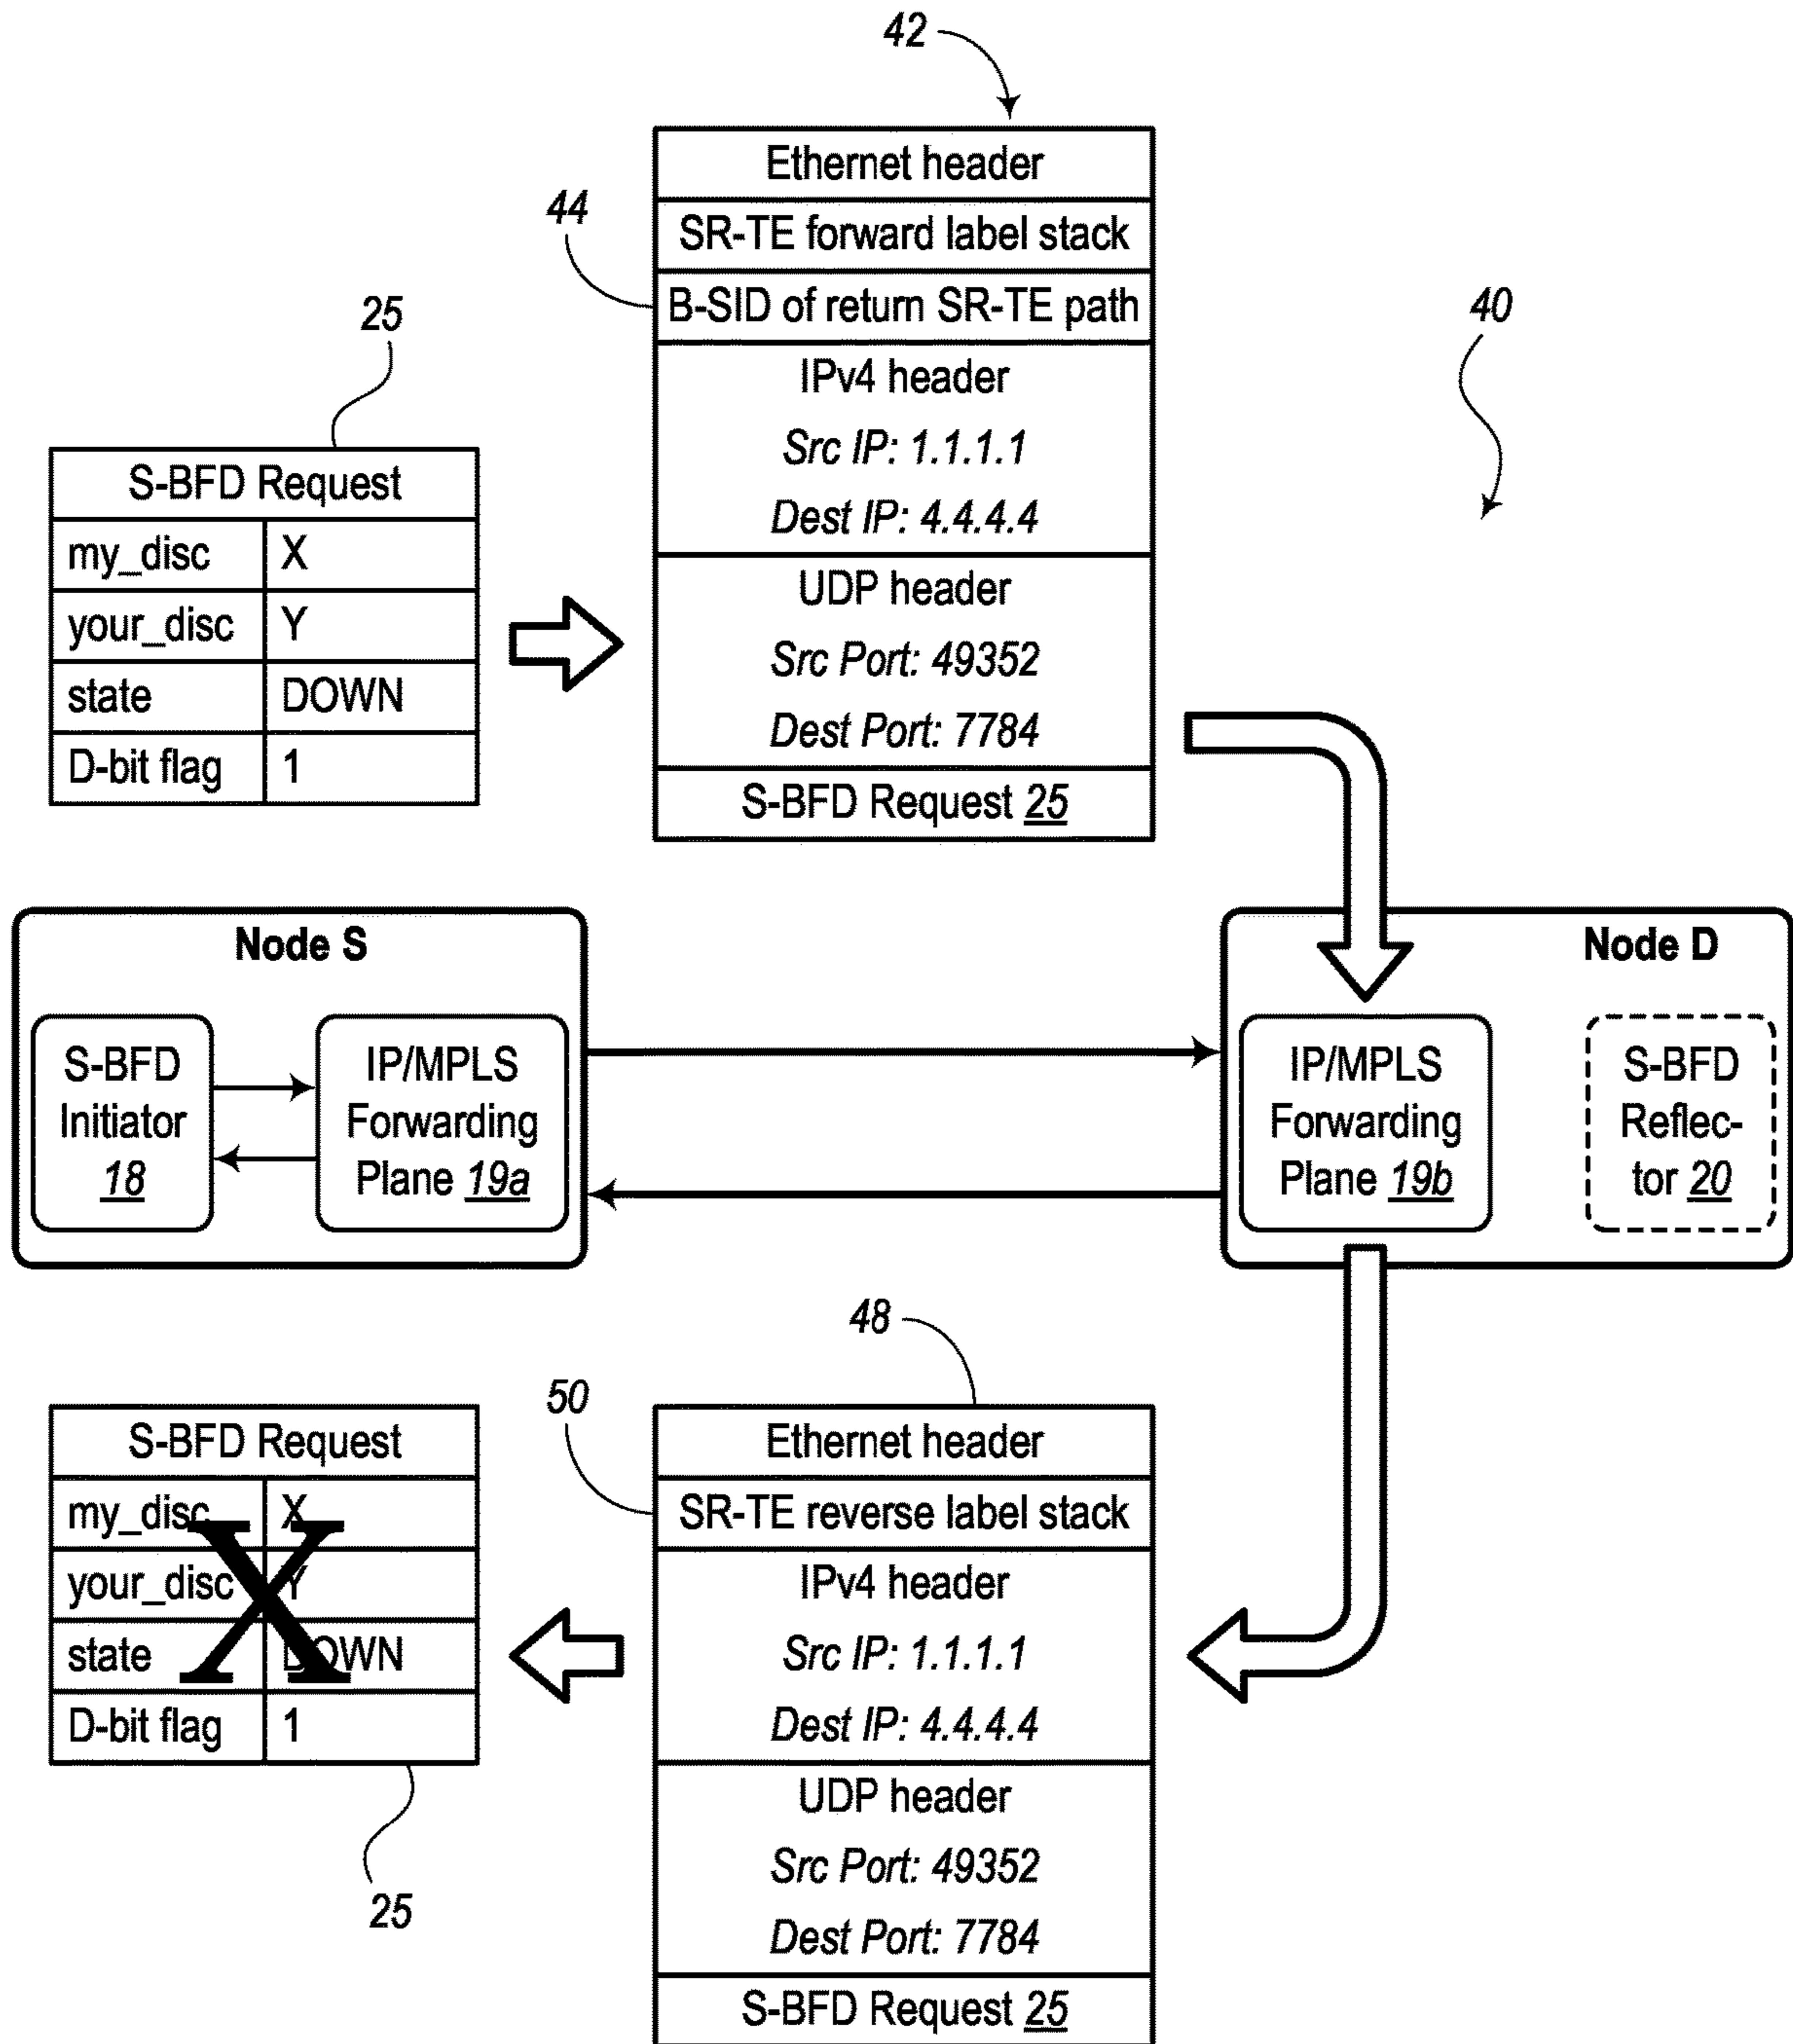 42
Ethernet header
44
SR-TE forward label stack
B-SID of return SR-TE path
40
25
IPv4 header
Src IP: 1.1.1.1
Dest IP: 4.4.4.4
S-BFD Request
my_disc X
your_disc Y
state DOWN
D-bit flag 1
UDP header
Src Port: 49352
Dest Port: 7784
S-BFD Request 25
Node S
S-BFD
Initiator
18
IP/MPLS
Forwarding
Plane 19a
Node D
IP/MPLS
Forwarding
Plane 19b
S-BFD
Reflec-
tor 20
48
50
Ethernet header
SR-TE reverse label stack
IPv4 header
Src IP: 1.1.1.1
Dest IP: 4.4.4.4
UDP header
Src Port: 49352
Dest Port: 7784
S-BFD Request 25
S-BFD Request
my_disc X
your_disc Y
state DOWN
D-bit flag 1
X
25